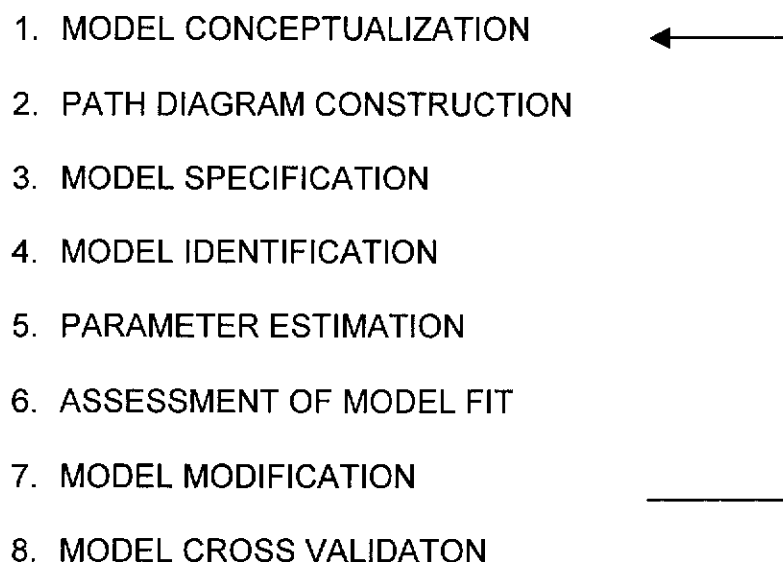 1. MODEL CONCEPTUALIZATION
2. PATH DIAGRAM CONSTRUCTION
3. MODEL SPECIFICATION
4. MODEL IDENTIFICATION
5. PARAMETER ESTIMATION
6. ASSESSMENT OF MODEL FIT
7. MODEL MODIFICATION
8. MODEL CROSS VALIDATON